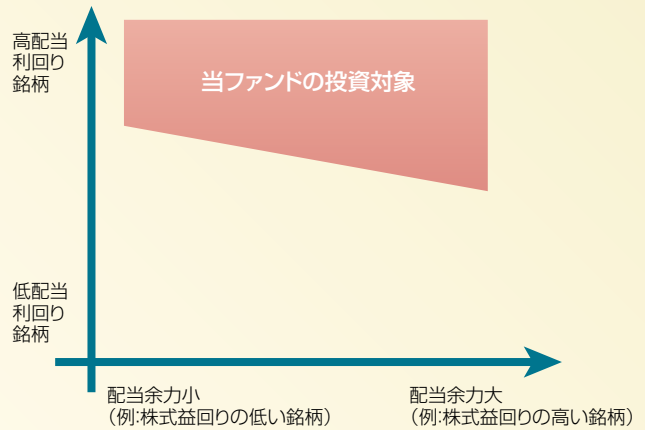 高配当
利回り
銘柄
当ファンドの投資対象
低配当
利回り
銘柄
配当余力小
（例:株式益回りの低い銘柄）
配当余力大
（例:株式益回りの高い銘柄）